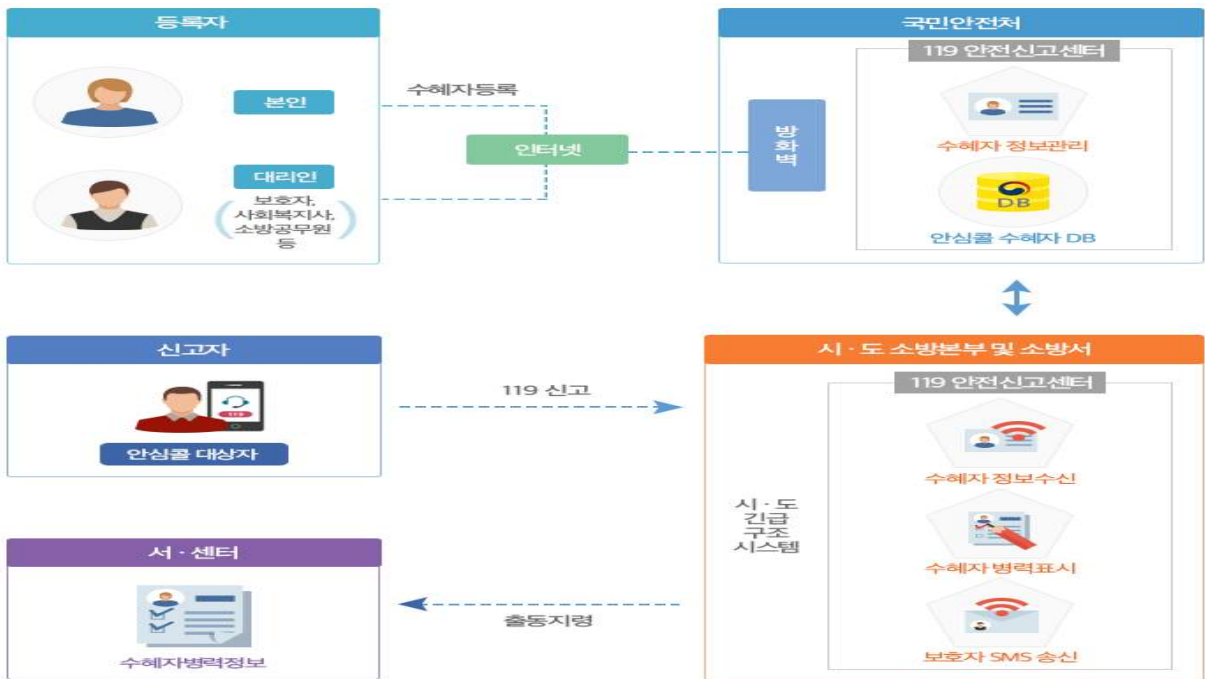 등록자
본인
대리인
보호자,
사회복지사,
소방공무원
등
수혜자등록
인터넷
국민안전처
119 안전신고센터
방
화
벽
수혜자 정보관리
DB
안심콜 수혜자 DB
신고자
119
안심콜 대상자
119 신고
시·도 소방본부 및 소방서
119 안전신고센터
수혜자 정보수신
시·도
긴급
구조
시스템
수혜자 병력표시
보호자 SMS 송신
서·센터
수혜자병력정보
출동지령